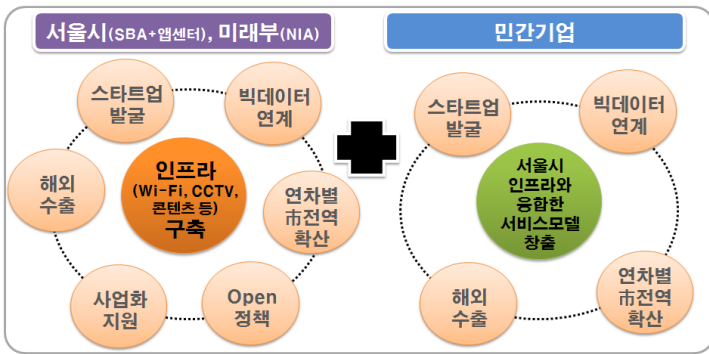 서울시(SBA+앱센터), 미래부(NIA)
스타트업
발굴
빅데이터
연계
해외
수출
인프라
(Wi-Fi, CCTV,
콘텐츠 등)
구축
연차별
市전역
확산
사업화
지원
Open
정책
민간기업
스타트업
발굴
빅데이터
연계
서울시
인프라와
융합한
서비스모델
창출
해외
수출
연차별
市전역
확산